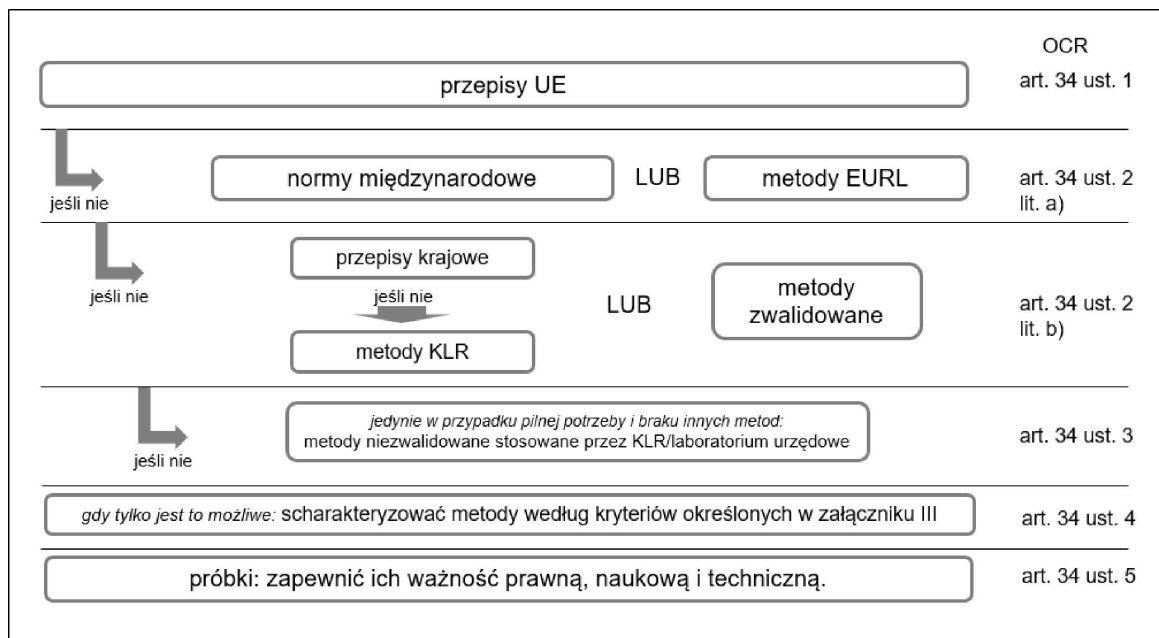 OCR
przepisy UE
art. 34 ust. 1
normy międzynarodowe
LUB
metody EURL
art. 34 ust. 2
lit. a)
jeśli nie
przepisy krajowe
jeśli nie
metody KLR
LUB
metody
zwalidowane
art. 34 ust. 2
lit. b)
jeśli nie
jedynie w przypadku pilnej potrzeby i braku innych metod:
metody niezwalidowane stosowane przez KLR/laboratorium urzędowe
art. 34 ust. 3
jeśli nie
gdy tylko jest to możliwe: scharakteryzować metody według kryteriów określonych w załączniku III
art. 34 ust. 4
próbki: zapewnić ich ważność prawną, naukową i techniczną.
art. 34 ust. 5